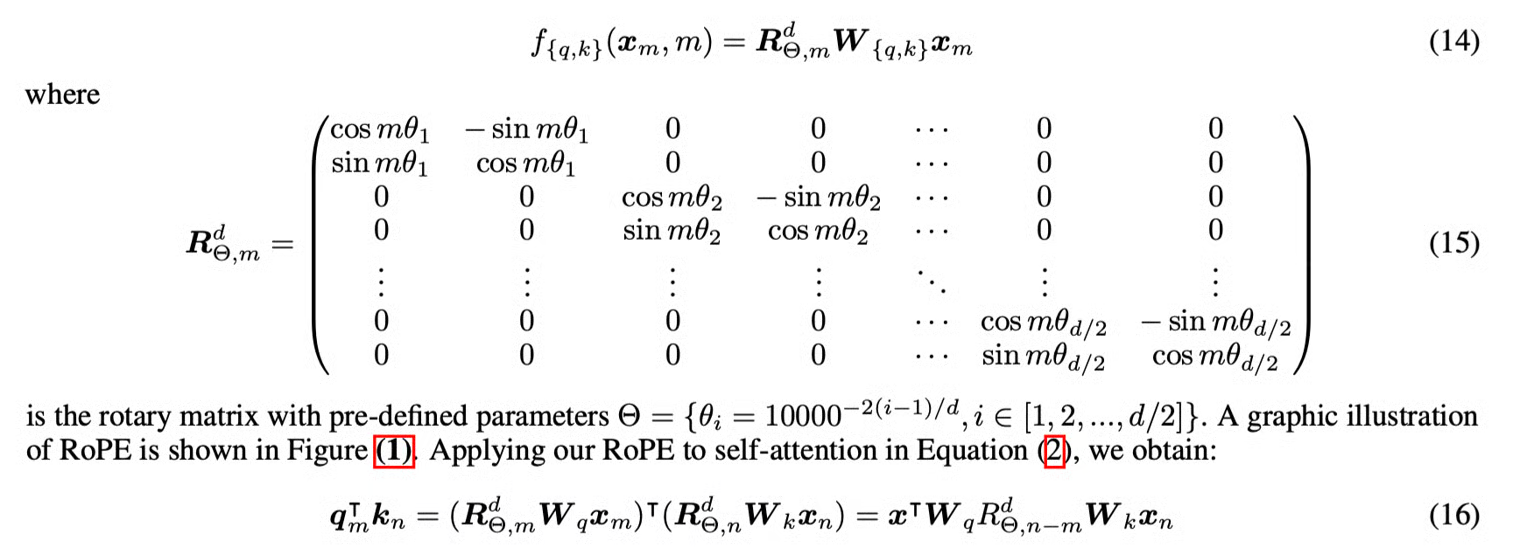 f_{q,k}(x_m, m) = R^d_{Θ,m} W_{q,k} x_m (14)
where
cos mθ_1 − sin mθ_1 0 0 ⋯ 0 0
sin mθ_1 cos mθ_1 0 0 ⋯ 0 0
0 0 cos mθ_2 − sin mθ_2 ⋯ 0 0
R^d_{Θ,m} = 0 0 sin mθ_2 cos mθ_2 ⋯ 0 0 (15)
⋮ ⋮ ⋮ ⋮ ⋱ ⋮ ⋮
0 0 0 0 ⋯ cos mθ_{d/2} − sin mθ_{d/2}
0 0 0 0 ⋯ sin mθ_{d/2} cos mθ_{d/2}
is the rotary matrix with pre-defined parameters Θ = {θ_i = 10000^{−2(i−1)/d}, i ∈ [1, 2, ..., d/2]}. A graphic illustration
of RoPE is shown in Figure (1). Applying our RoPE to self-attention in Equation (2), we obtain:
q_m^⊺ k_n = (R^d_{Θ,m} W_q x_m)^⊺ (R^d_{Θ,n} W_k x_n) = x^⊺ W_q R^d_{Θ,n−m} W_k x_n (16)